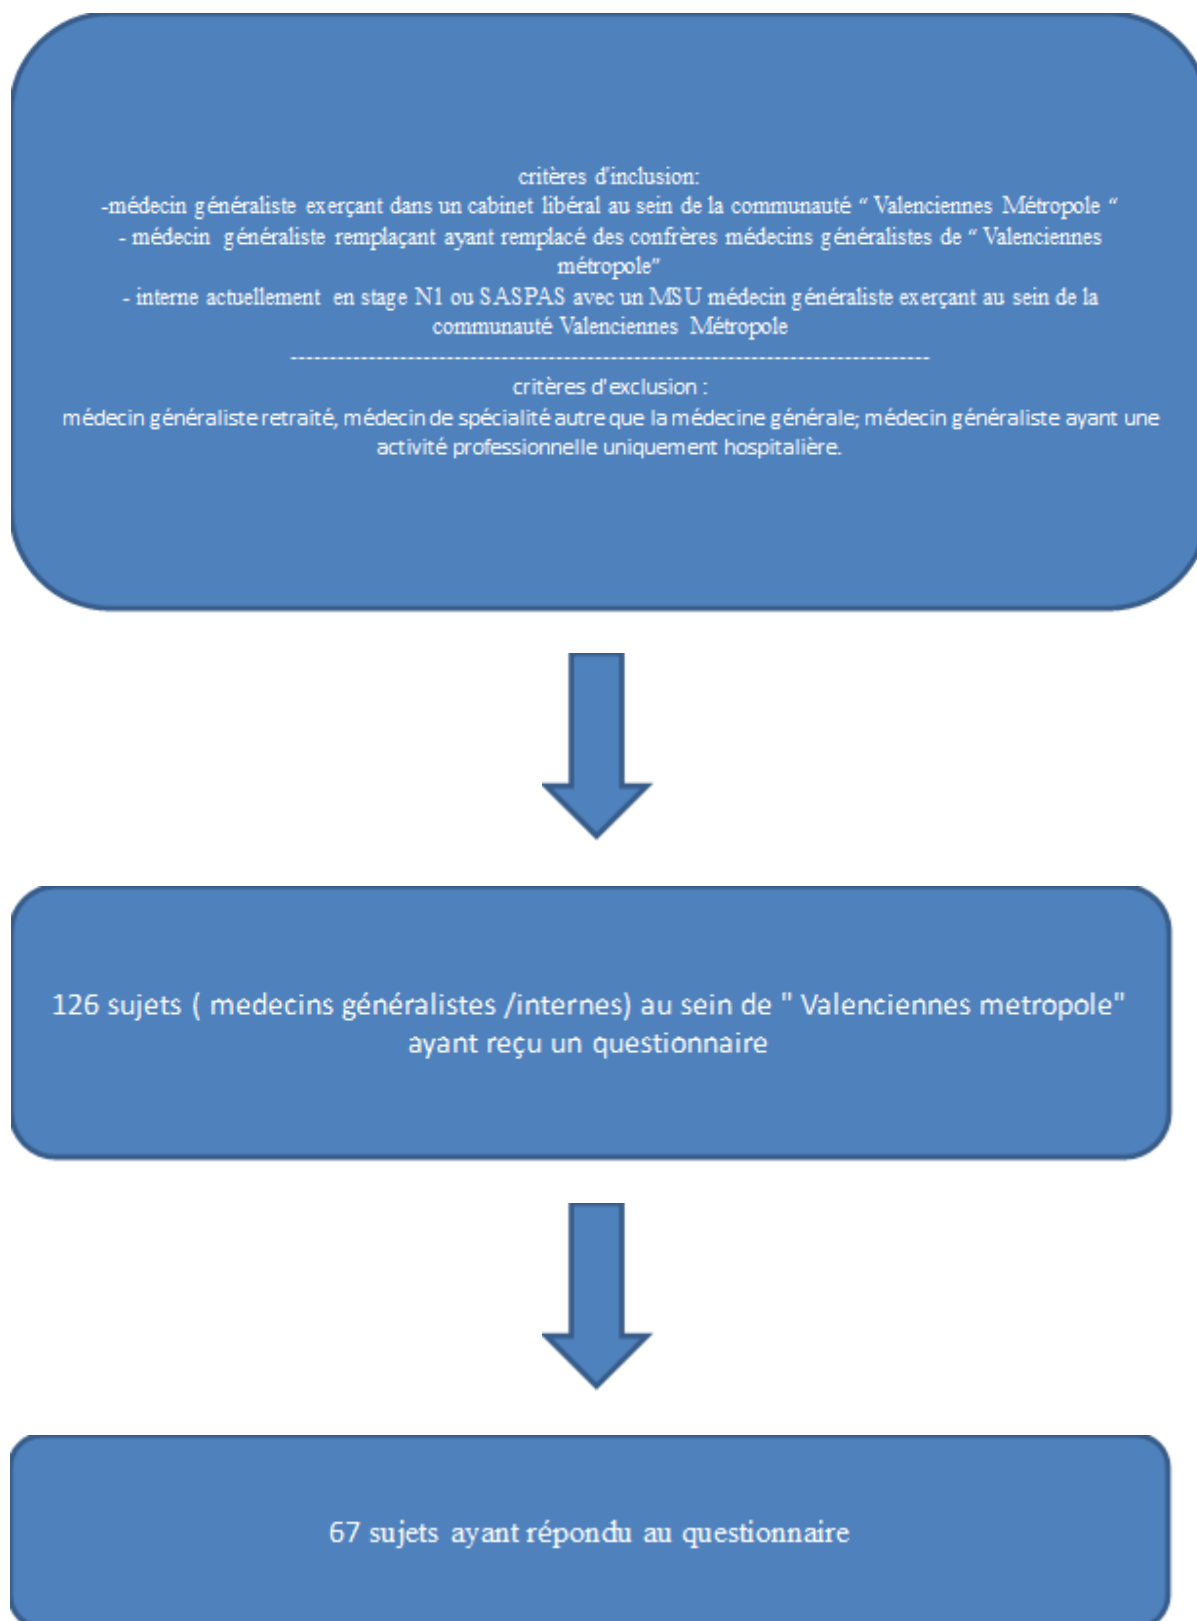 critères d'inclusion:
-médecin généraliste exerçant dans un cabinet libéral au sein de la communauté “ Valenciennes Métropole “
- médecin généraliste remplaçant ayant remplacé des confrères médecins généralistes de “ Valenciennes
métropole”
- interne actuellement en stage N1 ou SASPAS avec un MSU médecin généraliste exerçant au sein de la
communauté Valenciennes Métropole
----------------------------------------------------------------------------------
critères d'exclusion :
médecin généraliste retraité, médecin de spécialité autre que la médecine générale; médecin généraliste ayant une
activité professionnelle uniquement hospitalière.
126 sujets ( medecins généralistes /internes) au sein de " Valenciennes metropole"
ayant reçu un questionnaire
67 sujets ayant répondu au questionnaire